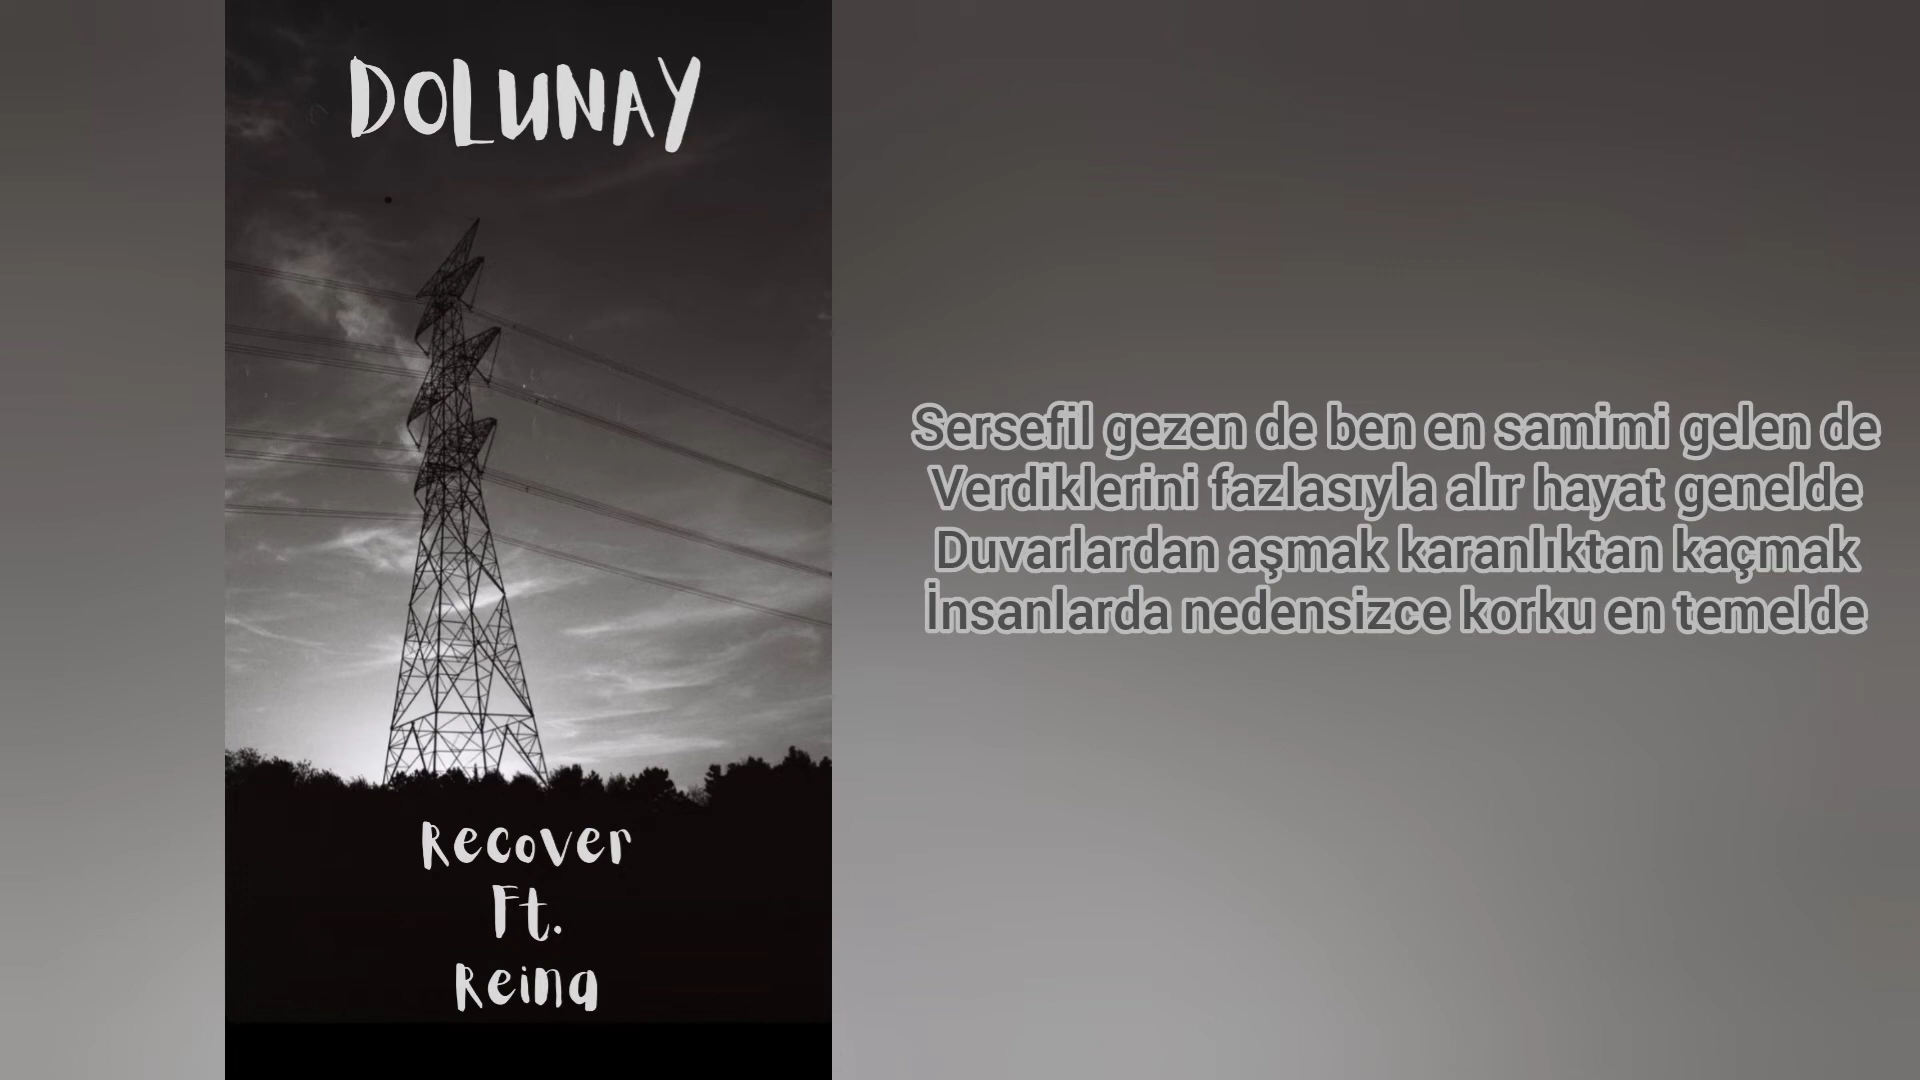 DOLUNAY
Recover
Ft.
Reina
Sersefil gezen de ben en samimi gelen de
Verdiklerini fazlasıyla alır hayat genelde
Duvarlardan aşmak karanlıktan kaçmak
İnsanlarda nedensizce korku en temelde